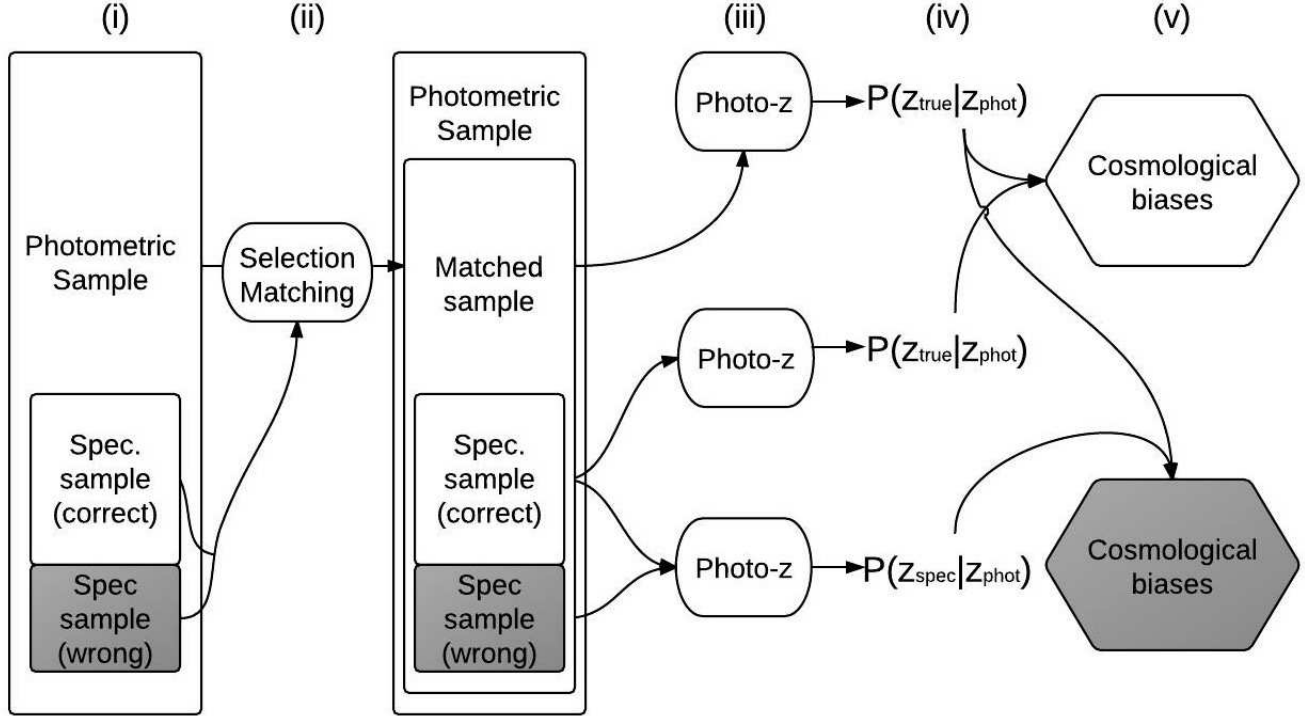 (i)
(ii)
(iii)
(iv)
(v)
Photometric
Sample
Spec.
sample
(correct)
Spec
sample
(wrong)
Selection
Matching
Photometric
Sample
Matched
sample
Spec.
sample
(correct)
Spec
sample
(wrong)
Photo-z
P(ztrue|zphot)
Photo-z
P(ztrue|zphot)
Photo-z
P(zspec|zphot)
Cosmological
biases
Cosmological
biases